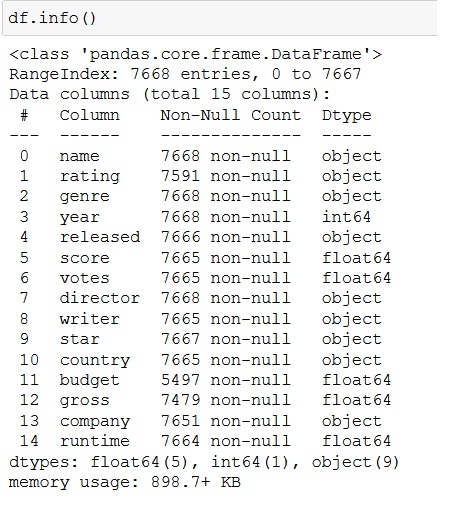 df.info()
<class 'pandas.core.frame.DataFrame'>
RangeIndex: 7668 entries, 0 to 7667
Data columns (total 15 columns):
 #   Column    Non-Null Count  Dtype
---  ------    --------------  -----
 0   name      7668 non-null   object
 1   rating    7591 non-null   object
 2   genre     7668 non-null   object
 3   year      7668 non-null   int64
 4   released  7666 non-null   object
 5   score     7665 non-null   float64
 6   votes     7665 non-null   float64
 7   director  7668 non-null   object
 8   writer    7665 non-null   object
 9   star      7667 non-null   object
 10  country   7665 non-null   object
 11  budget    5497 non-null   float64
 12  gross     7479 non-null   float64
 13  company   7651 non-null   object
 14  runtime   7664 non-null   float64
dtypes: float64(5), int64(1), object(9)
memory usage: 898.7+ KB